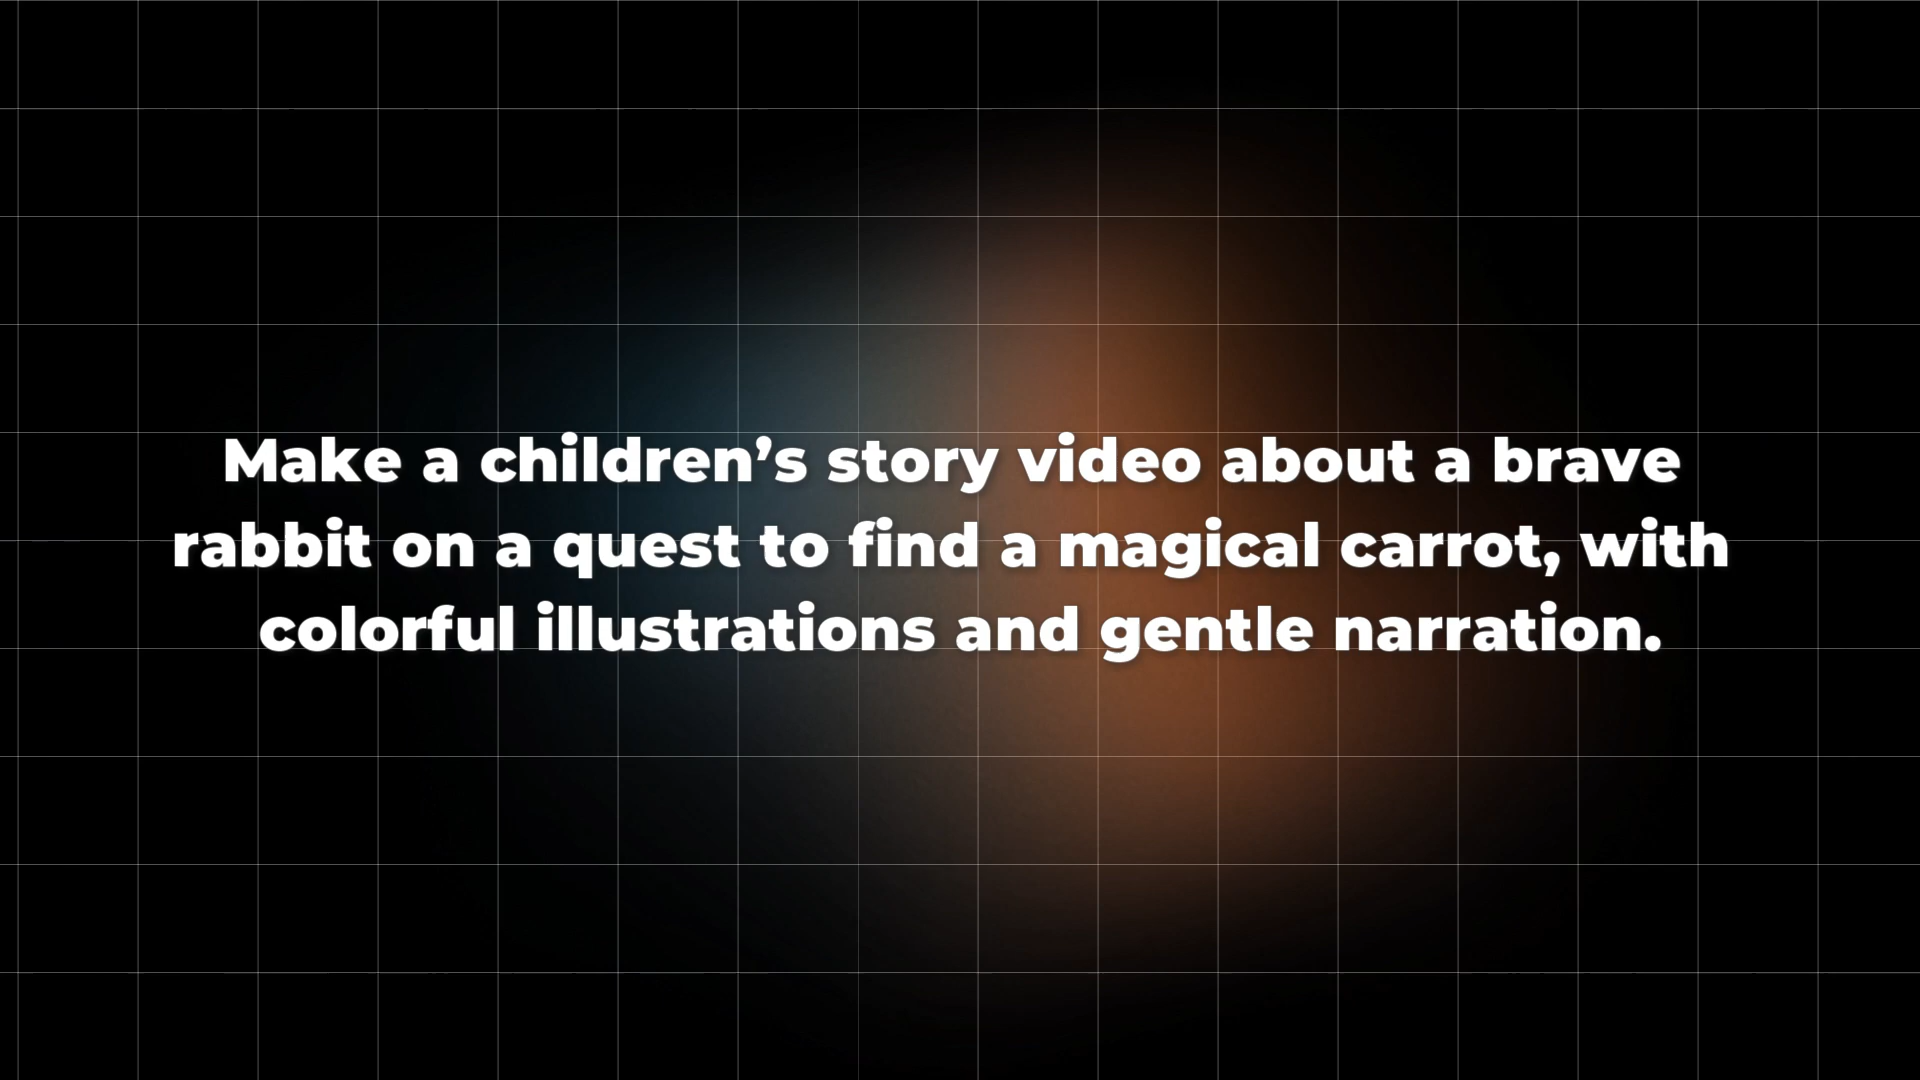 Make a children’s story video about a brave
rabbit on a quest to find a magical carrot, with
colorful illustrations and gentle narration.